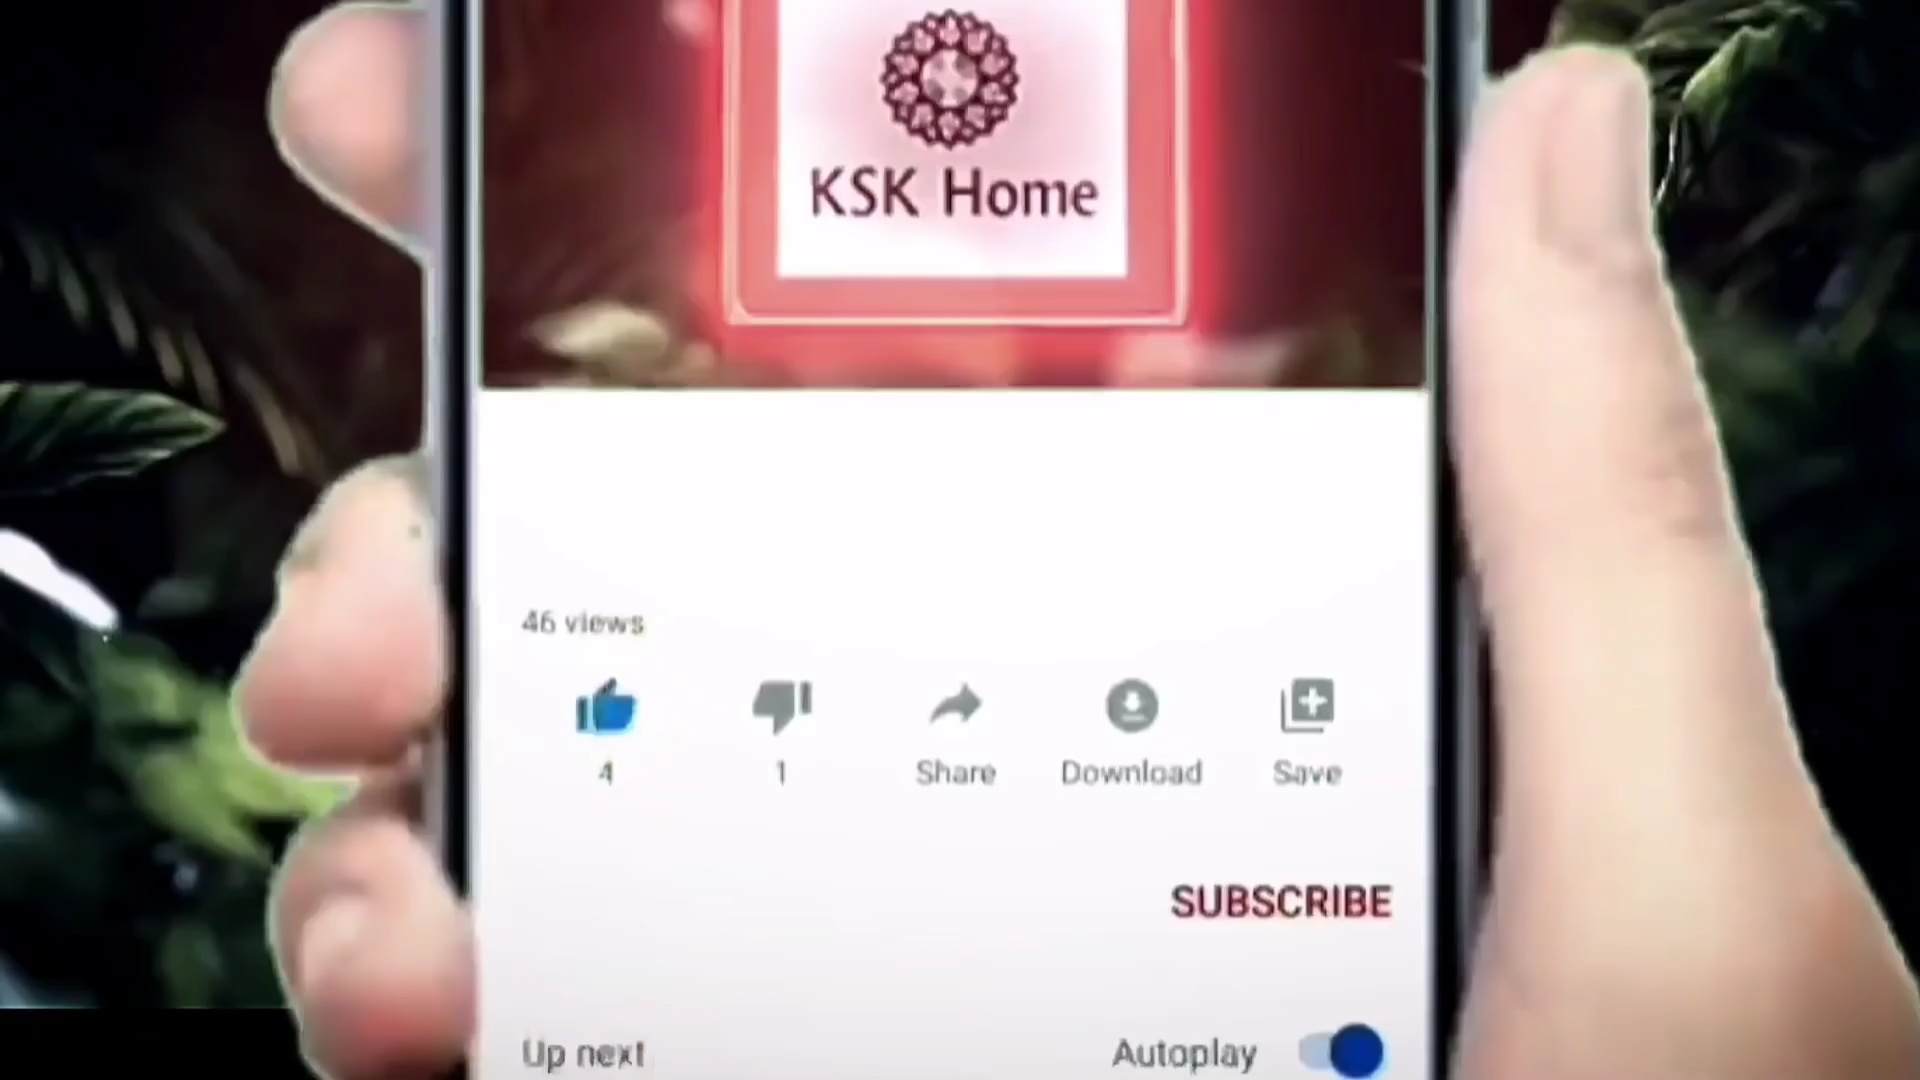 KSK Home
46 views
4
1
Share
Download
Save
SUBSCRIBE
Up next
Autoplay